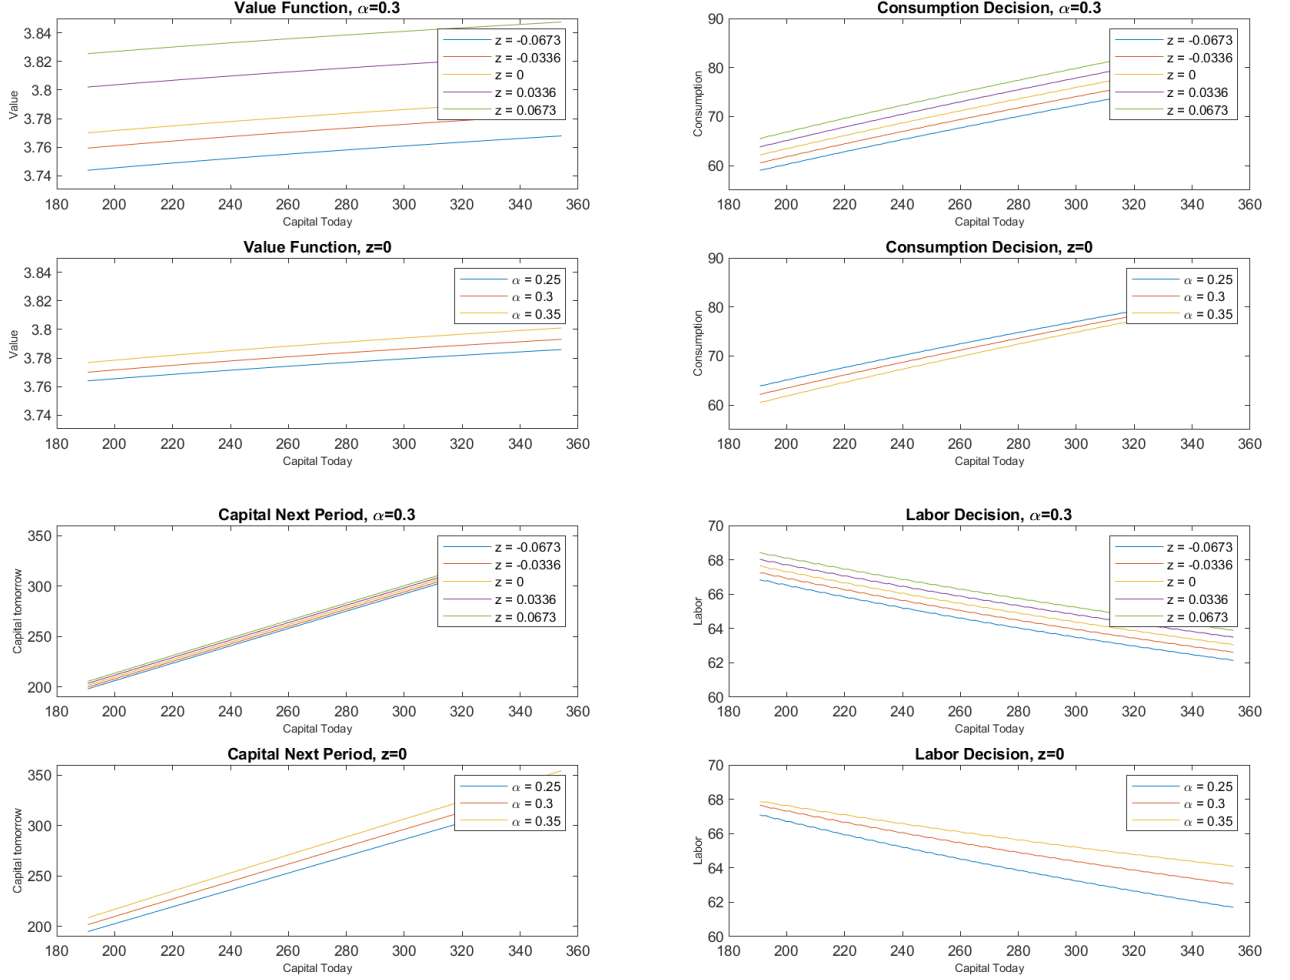 Value Function, α=0.3
3.84
3.82
3.8
3.78
3.76
3.74
Value
180 200 220 240 260 280 300 320 340 360
Capital Today
z = -0.0673
z = -0.0336
z = 0
z = 0.0336
z = 0.0673
Consumption Decision, α=0.3
90
80
70
60
Consumption
180 200 220 240 260 280 300 320 340 360
Capital Today
z = -0.0673
z = -0.0336
z = 0
z = 0.0336
z = 0.0673
Value Function, z=0
3.84
3.82
3.8
3.78
3.76
3.74
Value
180 200 220 240 260 280 300 320 340 360
Capital Today
α = 0.25
α = 0.3
α = 0.35
Consumption Decision, z=0
90
80
70
60
Consumption
180 200 220 240 260 280 300 320 340 360
Capital Today
α = 0.25
α = 0.3
α = 0.35
Capital Next Period, α=0.3
350
300
250
200
Capital tomorrow
180 200 220 240 260 280 300 320 340 360
Capital Today
z = -0.0673
z = -0.0336
z = 0
z = 0.0336
z = 0.0673
Labor Decision, α=0.3
70
68
66
64
62
60
Labor
180 200 220 240 260 280 300 320 340 360
Capital Today
z = -0.0673
z = -0.0336
z = 0
z = 0.0336
z = 0.0673
Capital Next Period, z=0
350
300
250
200
Capital tomorrow
180 200 220 240 260 280 300 320 340 360
Capital Today
α = 0.25
α = 0.3
α = 0.35
Labor Decision, z=0
70
68
66
64
62
60
Labor
180 200 220 240 260 280 300 320 340 360
Capital Today
α = 0.25
α = 0.3
α = 0.35